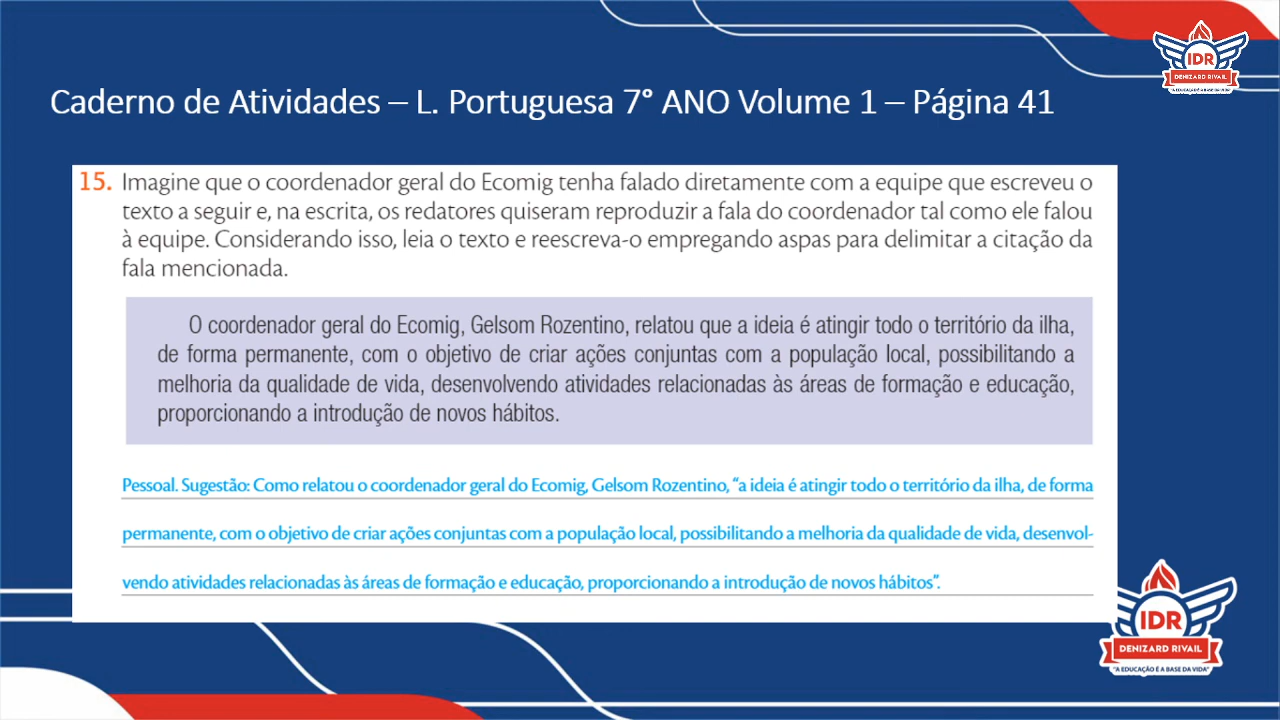 IDR
DENIZARD RIVAIL
"A EDUCAÇÃO É A BASE DA VIDA"
Caderno de Atividades – L. Portuguesa 7° ANO Volume 1 – Página 41
15. Imagine que o coordenador geral do Ecomig tenha falado diretamente com a equipe que escreveu o
texto a seguir e, na escrita, os redatores quiseram reproduzir a fala do coordenador tal como ele falou
à equipe. Considerando isso, leia o texto e reescreva-o empregando aspas para delimitar a citação da
fala mencionada.
O coordenador geral do Ecomig, Gelsom Rozentino, relatou que a ideia é atingir todo o território da ilha,
de forma permanente, com o objetivo de criar ações conjuntas com a população local, possibilitando a
melhoria da qualidade de vida, desenvolvendo atividades relacionadas às áreas de formação e educação,
proporcionando a introdução de novos hábitos.
Pessoal. Sugestão: Como relatou o coordenador geral do Ecomig, Gelsom Rozentino, “a ideia é atingir todo o território da ilha, de forma
permanente, com o objetivo de criar ações conjuntas com a população local, possibilitando a melhoria da qualidade de vida, desenvol-
vendo atividades relacionadas às áreas de formação e educação, proporcionando a introdução de novos hábitos”.
IDR
DENIZARD RIVAIL
"A EDUCAÇÃO É A BASE DA VIDA"